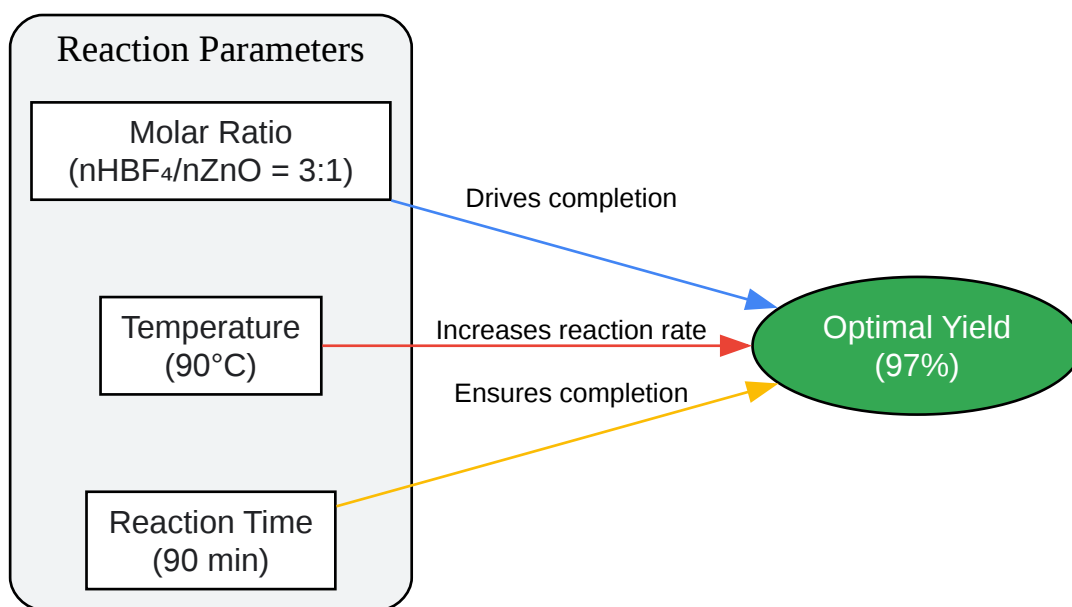 Reaction Parameters
Molar Ratio
(nHBF₄/nZnO = 3:1)
Drives completion
Temperature
(90°C)
Increases reaction rate
Optimal Yield
(97%)
Ensures completion
Reaction Time
(90 min)